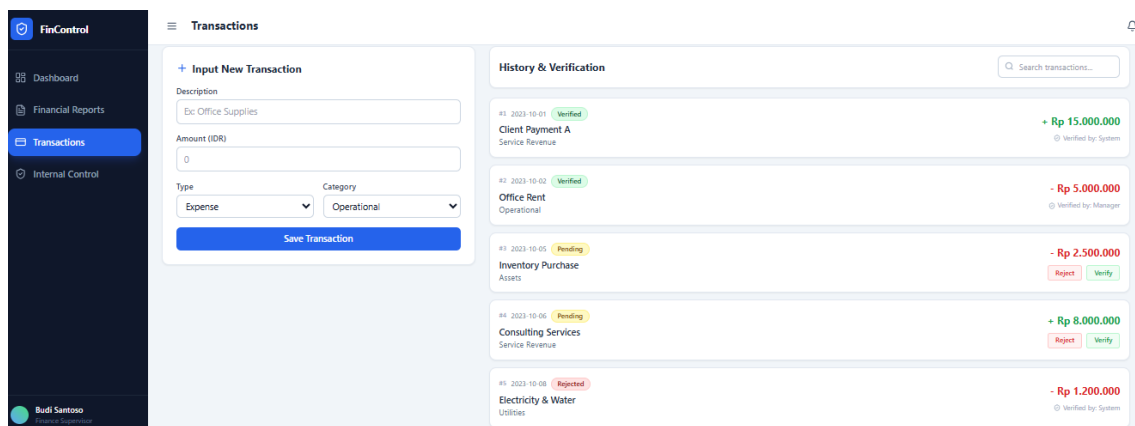 FinControl
Dashboard
Financial Reports
Transactions
Internal Control
Budi Santoso
Finance Supervisor
Transactions
+ Input New Transaction
Description
Ex: Office Supplies
Amount (IDR)
0
Type
Category
Expense
Operational
Save Transaction
History & Verification
Search transactions...
#1 2023-10-01 Verified
Client Payment A
Service Revenue
+ Rp 15.000.000
Verified by: System
#2 2023-10-02 Verified
Office Rent
Operational
- Rp 5.000.000
Verified by: Manager
#3 2023-10-05 Pending
Inventory Purchase
Assets
- Rp 2.500.000
Reject Verify
#4 2023-10-06 Pending
Consulting Services
Service Revenue
+ Rp 8.000.000
Reject Verify
#5 2023-10-08 Rejected
Electricity & Water
Utilities
- Rp 1.200.000
Verified by: System